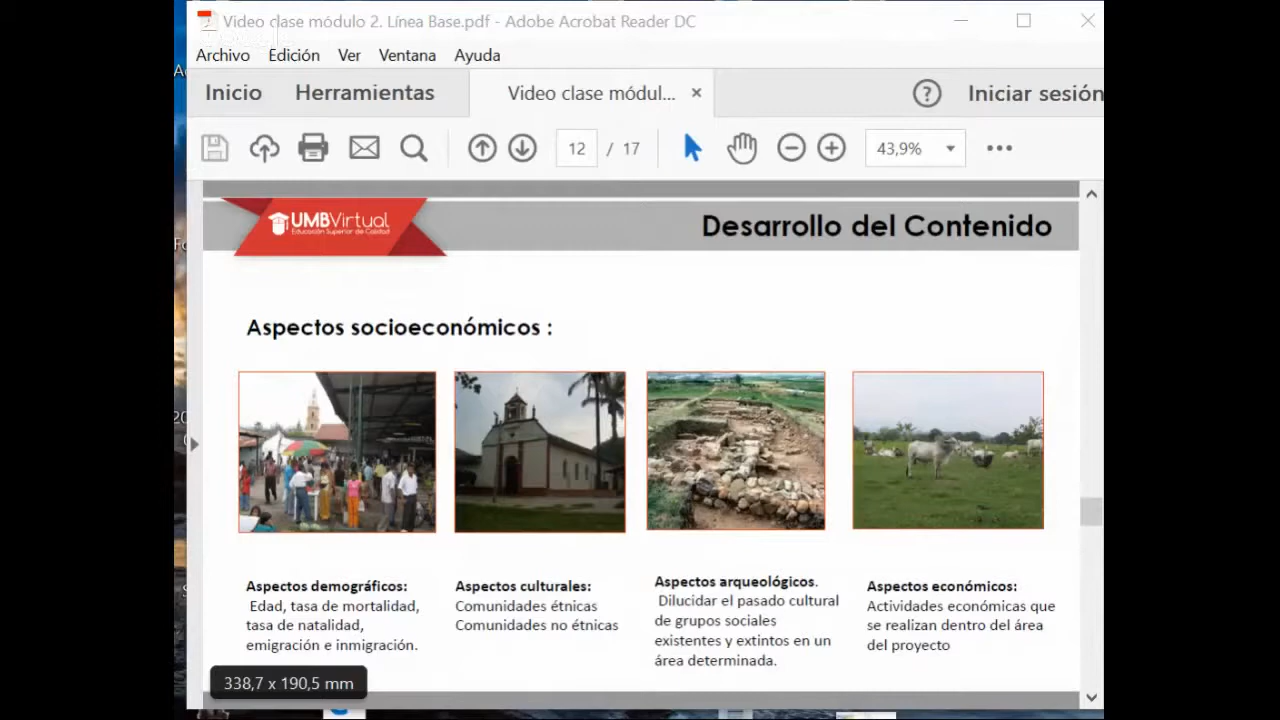 Video clase módulo 2. Línea Base.pdf - Adobe Acrobat Reader DC
Archivo Edición Ver Ventana Ayuda
Inicio Herramientas Video clase módul... Iniciar sesión
12 / 17 43,9%
UMBVirtual
Educación Superior de Calidad
Desarrollo del Contenido
Aspectos socioeconómicos :
Aspectos demográficos:
Edad, tasa de mortalidad,
tasa de natalidad,
emigración e inmigración.
Aspectos culturales:
Comunidades étnicas
Comunidades no étnicas
Aspectos arqueológicos.
Dilucidar el pasado cultural
de grupos sociales
existentes y extintos en un
área determinada.
Aspectos económicos:
Actividades económicas que
se realizan dentro del área
del proyecto
338,7 x 190,5 mm